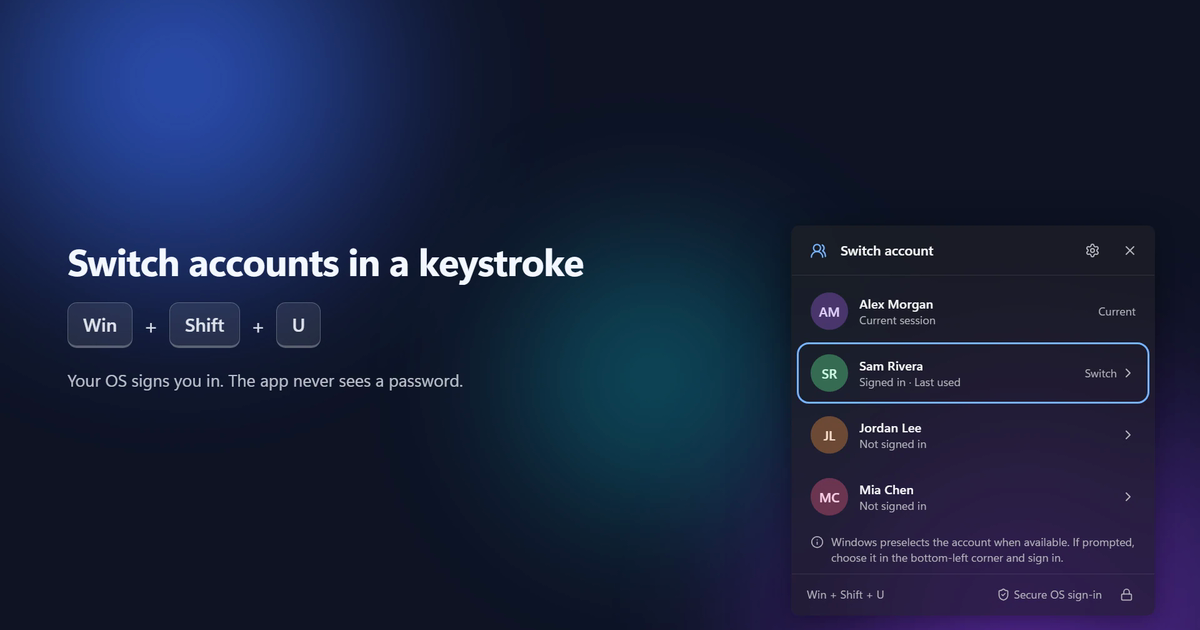 Switch accounts in a keystroke
Win + Shift + U
Your OS signs you in. The app never sees a password.
Switch account
AM
Alex Morgan
Current session
Current
SR
Sam Rivera
Signed in · Last used
Switch
JL
Jordan Lee
Not signed in
MC
Mia Chen
Not signed in
Windows preselects the account when available. If prompted,
choose it in the bottom-left corner and sign in.
Win + Shift + U
Secure OS sign-in